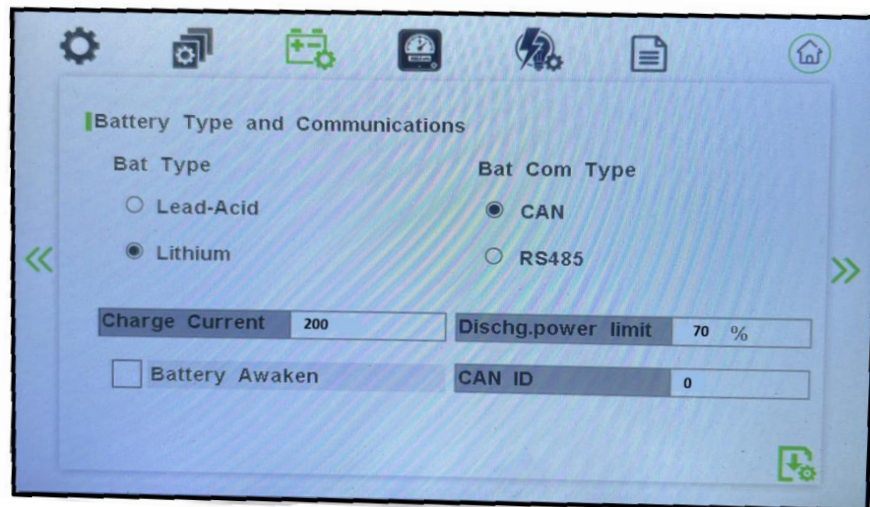 Battery Type and Communications
Bat Type
Bat Com Type
Lead-Acid
CAN
Lithium
RS485
Charge Current 200
Dischg.power limit 70 %
Battery Awaken
CAN ID 0